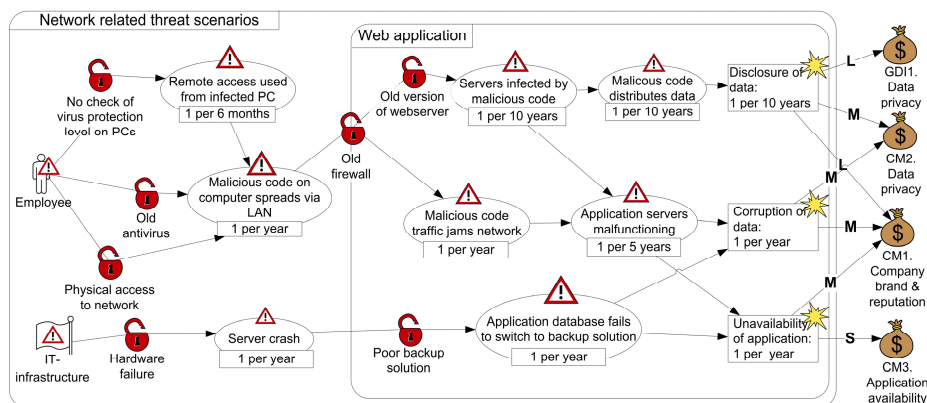 Network related threat scenarios
Web application
Remote access used
from infected PC
1 per 6 months
No check of
virus protection
level on PCs
Employee
Old
antivirus
Physical access
to network
Malicious code on
computer spreads via
LAN
1 per year
Old
firewall
Old version
of webserver
Servers infected by
malicious code
1 per 10 years
Malicous code
distributes data
1 per 10 years
Disclosure of
data:
1 per 10 years
L
GDI1.
Data
privacy
M
CM2.
Data
privacy
L
M
Malicious code
traffic jams network
1 per year
Application servers
malfunctioning
1 per 5 years
Corruption of
data:
1 per year
M
CM1.
Company
brand &
reputation
M
IT-
infrastructure
Hardware
failure
Server crash
1 per year
Poor backup
solution
Application database fails
to switch to backup solution
1 per year
Unavailability
of application:
1 per year
S
CM3.
Application
availability